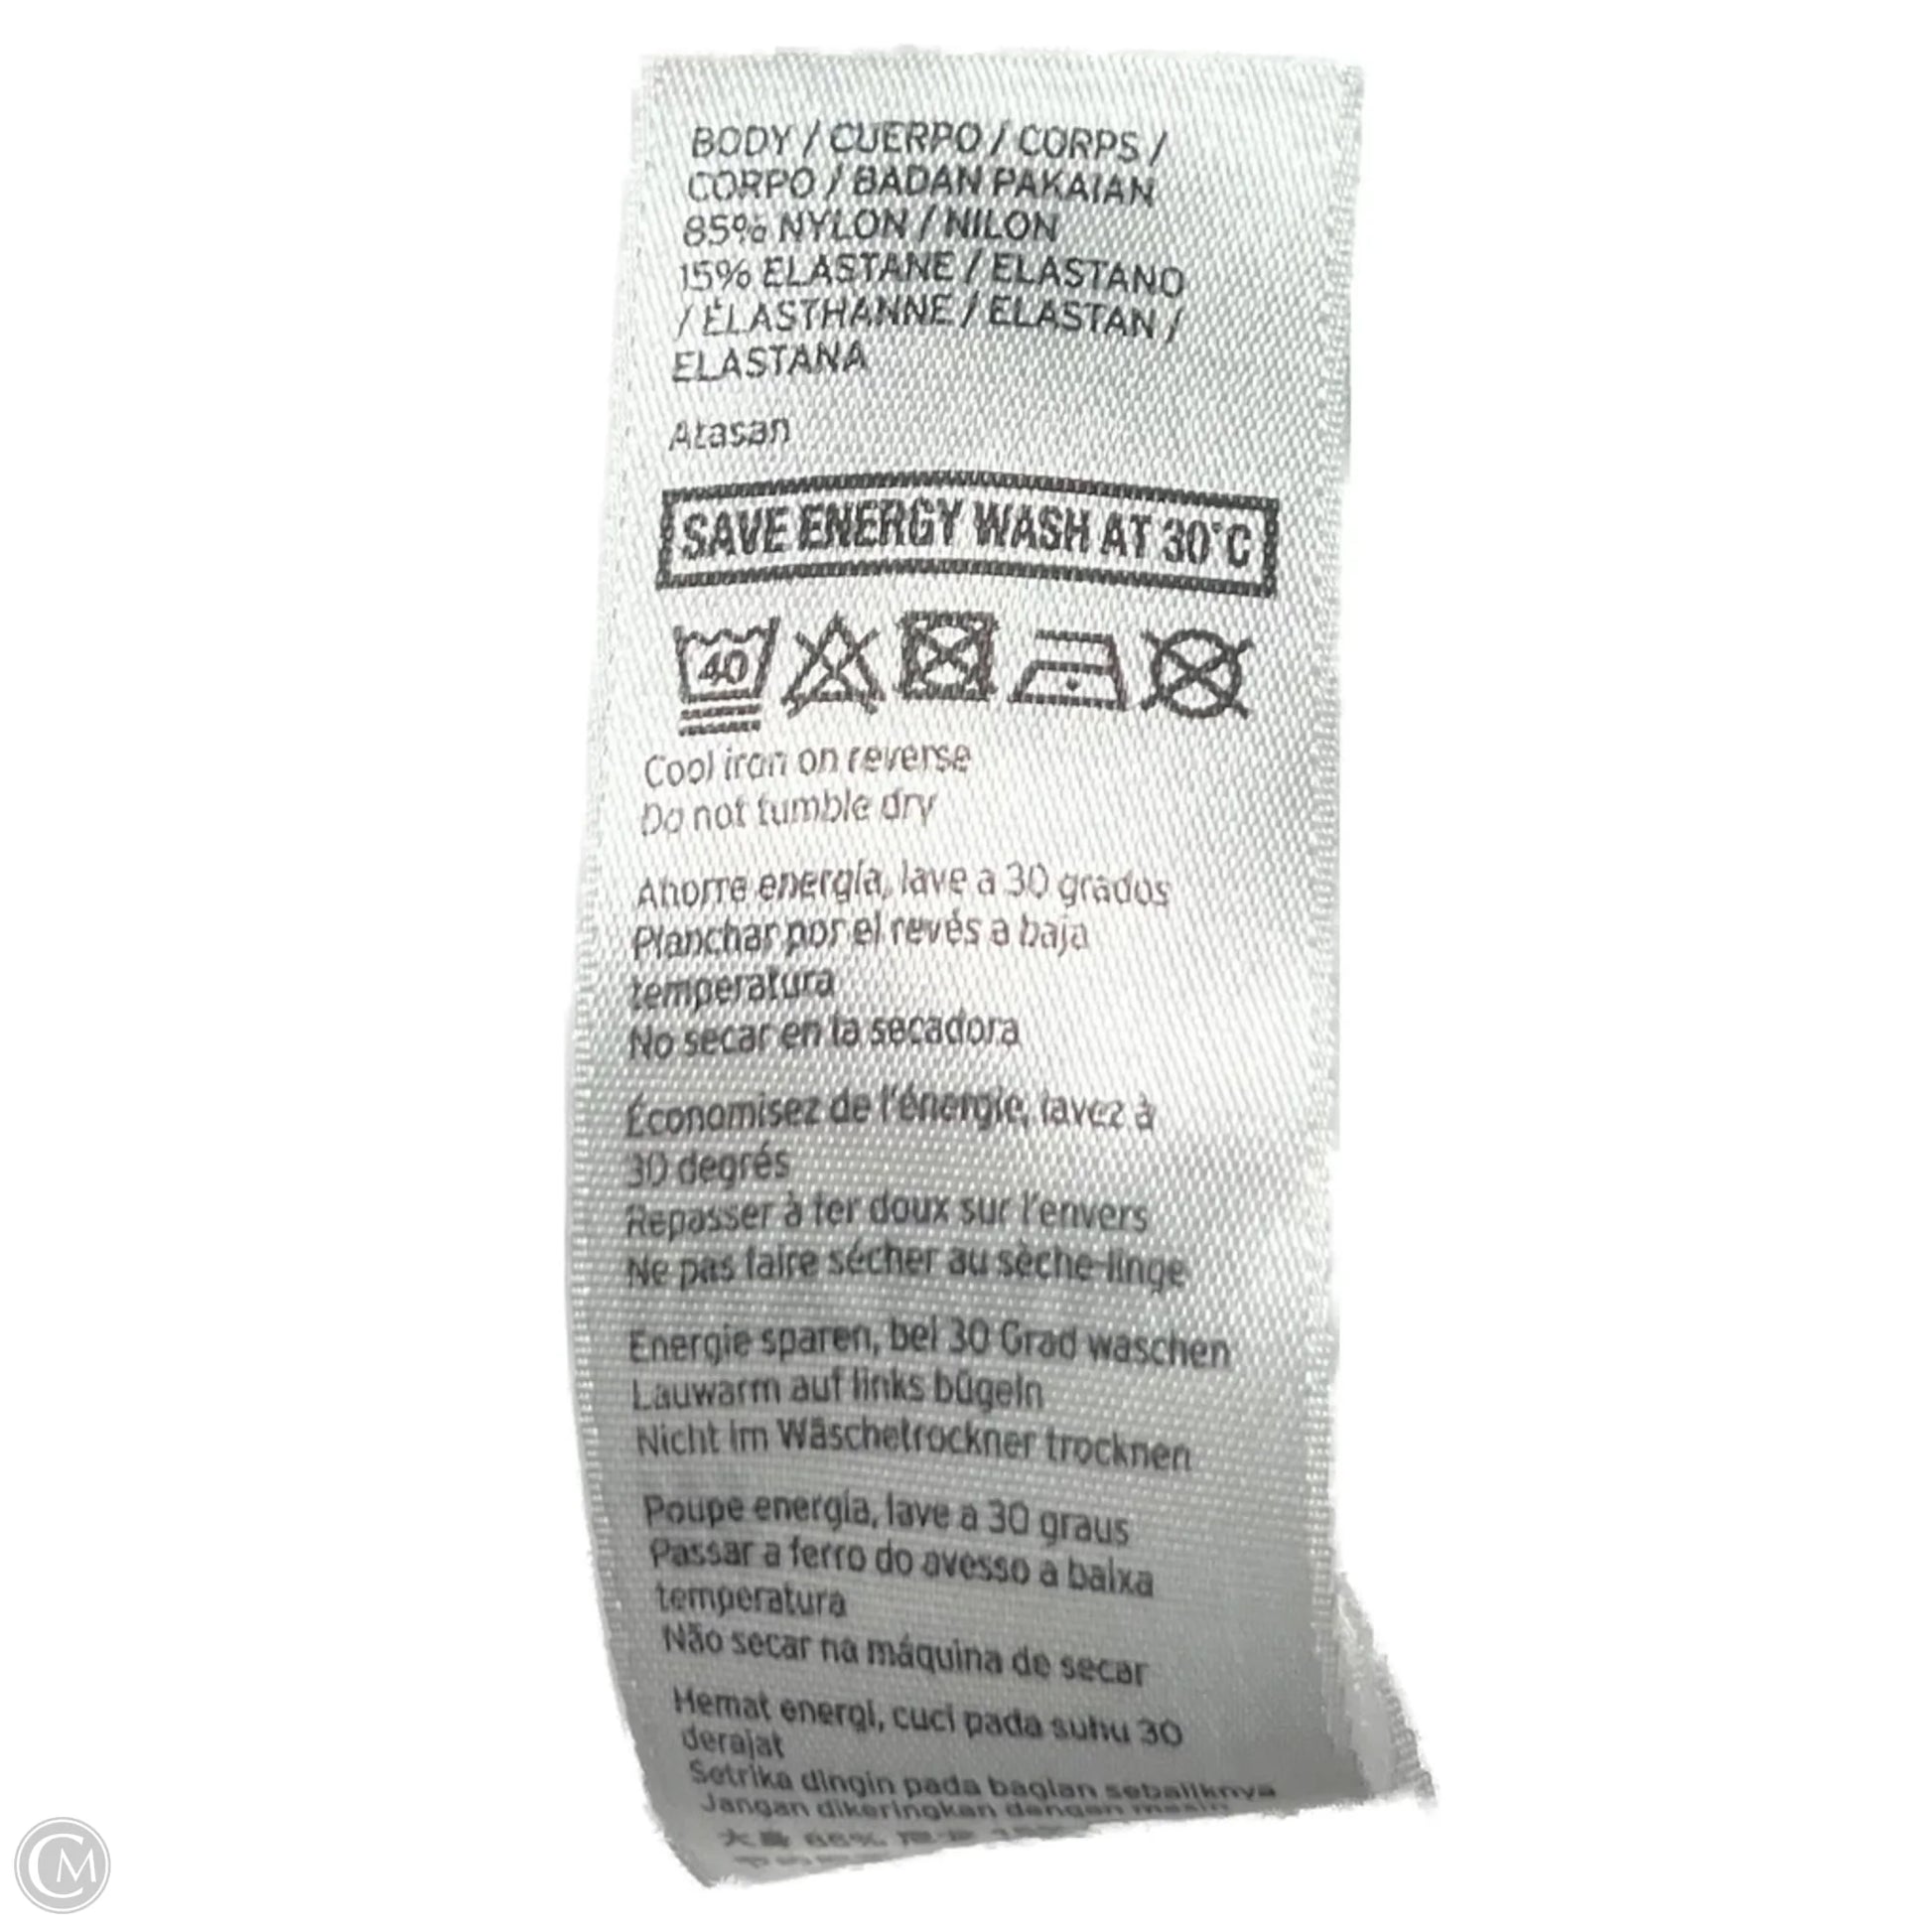 BODY / CUERPO / CORPS /
CORPO / BADAN PAKAIAN
85% NYLON / NILON
15% ELASTANE / ELASTANO
/ ÉLASTHANNE / ELASTAN /
ELASTANA
Atasan
SAVE ENERGY WASH AT 30°C
40
Cool iron on reverse
Do not tumble dry
Ahorre energía, lave a 30 grados
Planchar por el revés a baja
temperatura
No secar en la secadora
Économisez de l'énergie, lavez à
30 degrés
Repasser à fer doux sur l'envers
Ne pas faire sécher au sèche-linge
Energie sparen, bei 30 Grad waschen
Lauwarm auf links bügeln
Nicht im Wäschetrockner trocknen
Poupe energia, lave a 30 graus
Passar a ferro do avesso a baixa
temperatura
Não secar na máquina de secar
Hemat energi, cuci pada suhu 30
derajat
Setrika dingin pada bagian sebaliknya
Jangan dikeringkan dengan mesin
CM